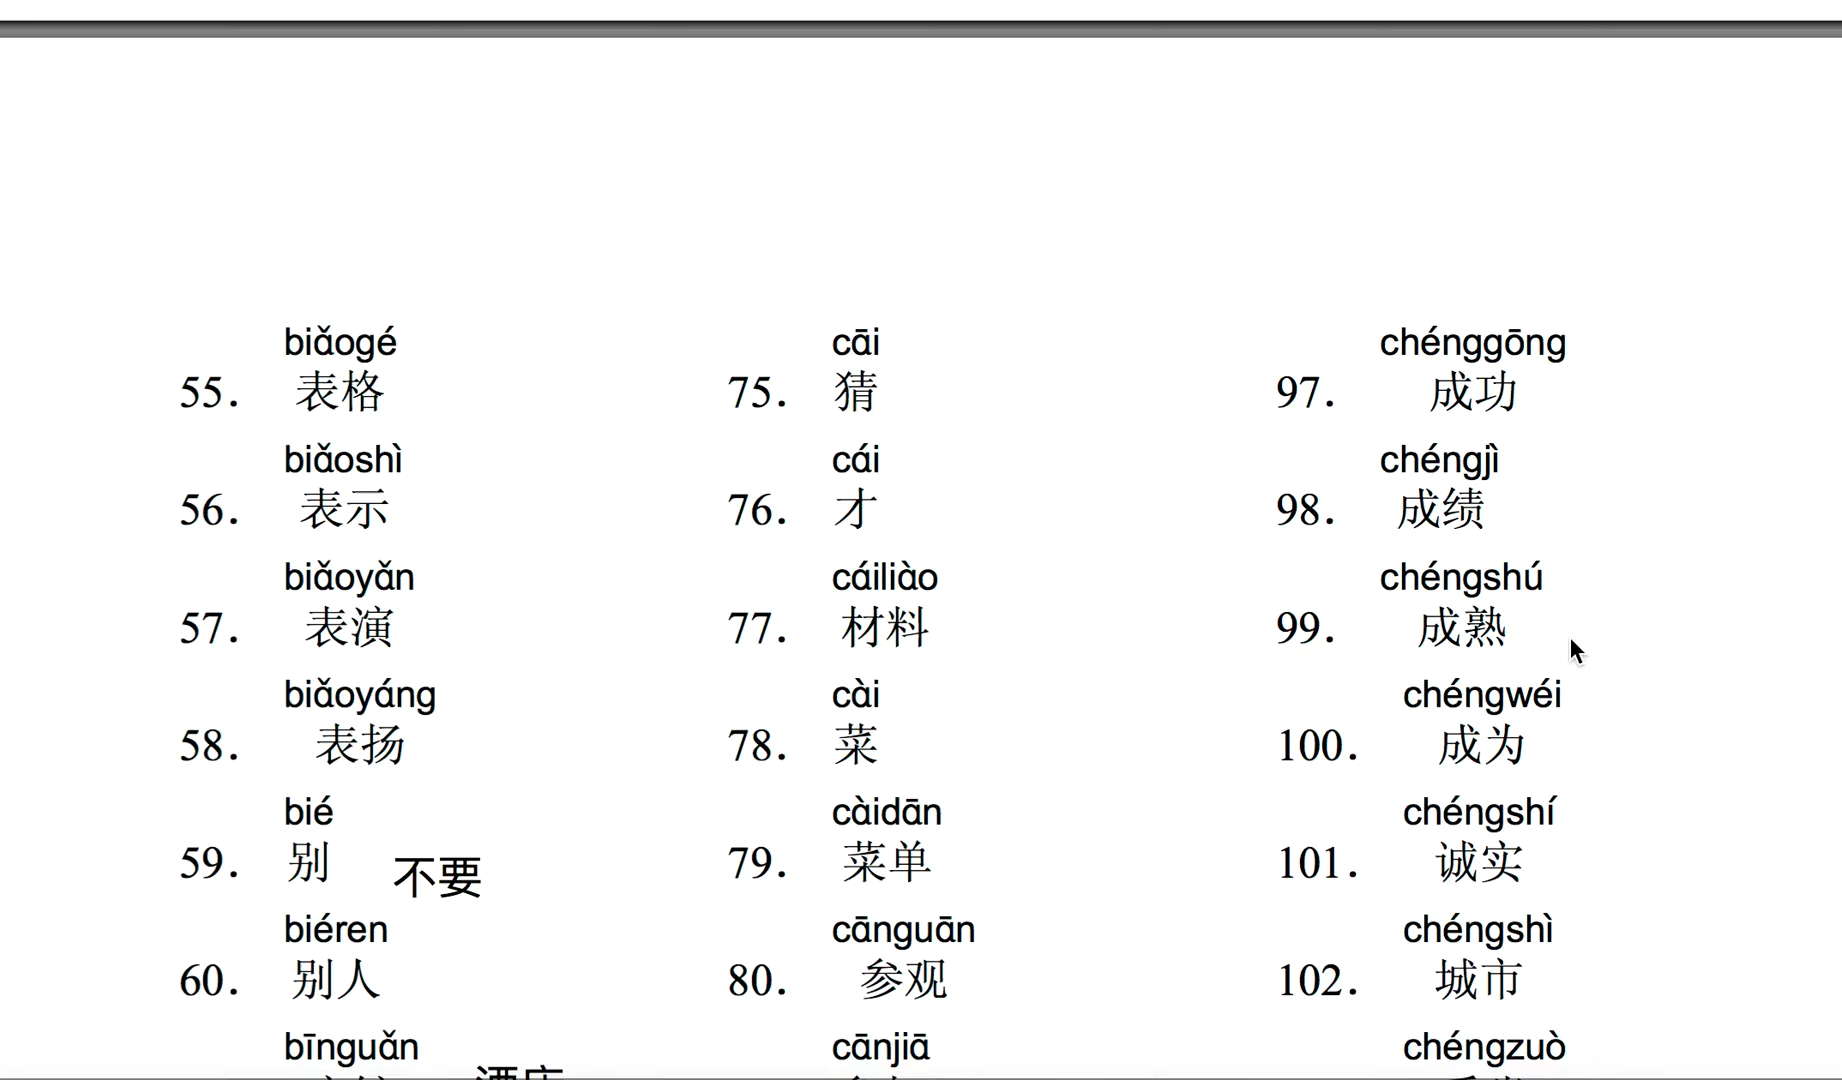 biǎogé
55. 表格
biǎoshì
56. 表示
biǎoyǎn
57. 表演
biǎoyáng
58. 表扬
bié
59. 别 不要
biéren
60. 别人
bīnguǎn
cāi
75. 猜
cái
76. 才
cáiliào
77. 材料
cài
78. 菜
càidān
79. 菜单
cānguān
80. 参观
cānjiā
chénggōng
97. 成功
chéngjì
98. 成绩
chéngshú
99. 成熟
chéngwéi
100. 成为
chéngshí
101. 诚实
chéngshì
102. 城市
chéngzuò